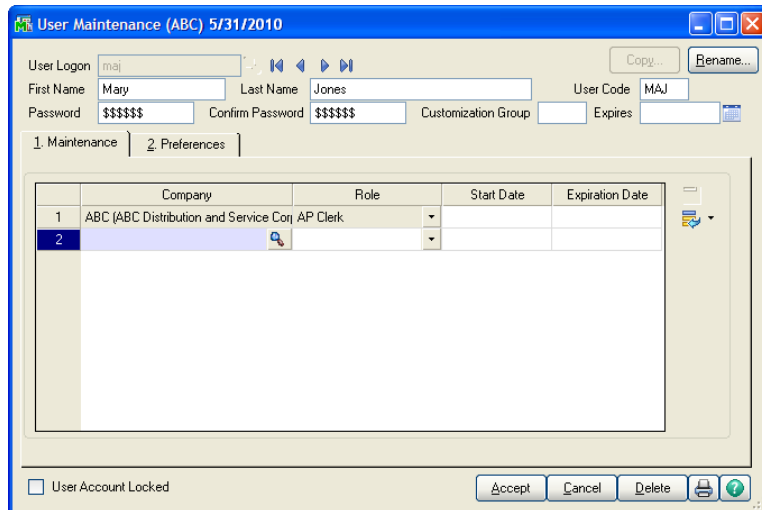 User Maintenance (ABC) 5/31/2010
User Logon maj Copy... Rename...
First Name Mary Last Name Jones User Code MAJ
Password $$$$$$ Confirm Password $$$$$$ Customization Group Expires
1. Maintenance 2. Preferences
Company Role Start Date Expiration Date
1 ABC (ABC Distribution and Service Corp AP Clerk
2
User Account Locked Accept Cancel Delete